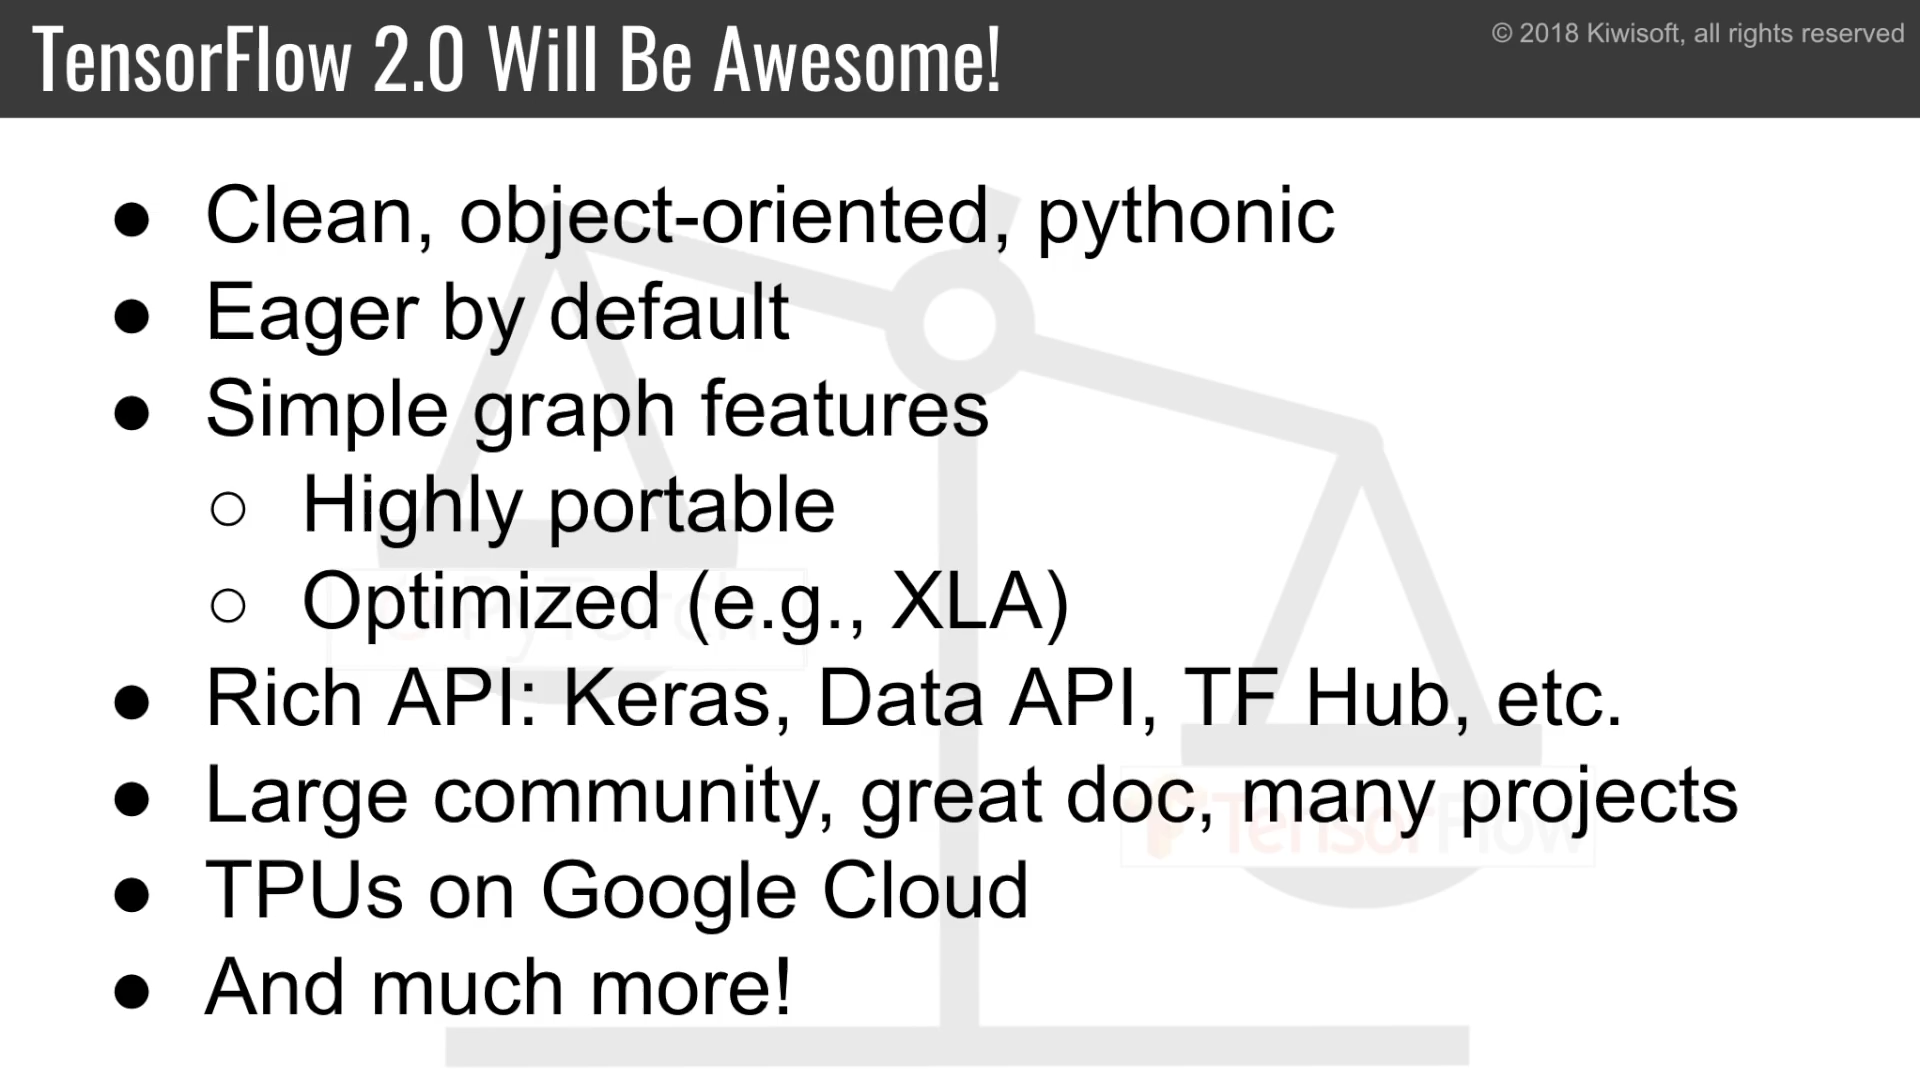 TensorFlow 2.0 Will Be Awesome!
© 2018 Kiwisoft, all rights reserved
● Clean, object-oriented, pythonic
● Eager by default
● Simple graph features
○ Highly portable
○ Optimized (e.g., XLA)
● Rich API: Keras, Data API, TF Hub, etc.
● Large community, great doc, many projects
● TPUs on Google Cloud
● And much more!
PyTorch
TensorFlow